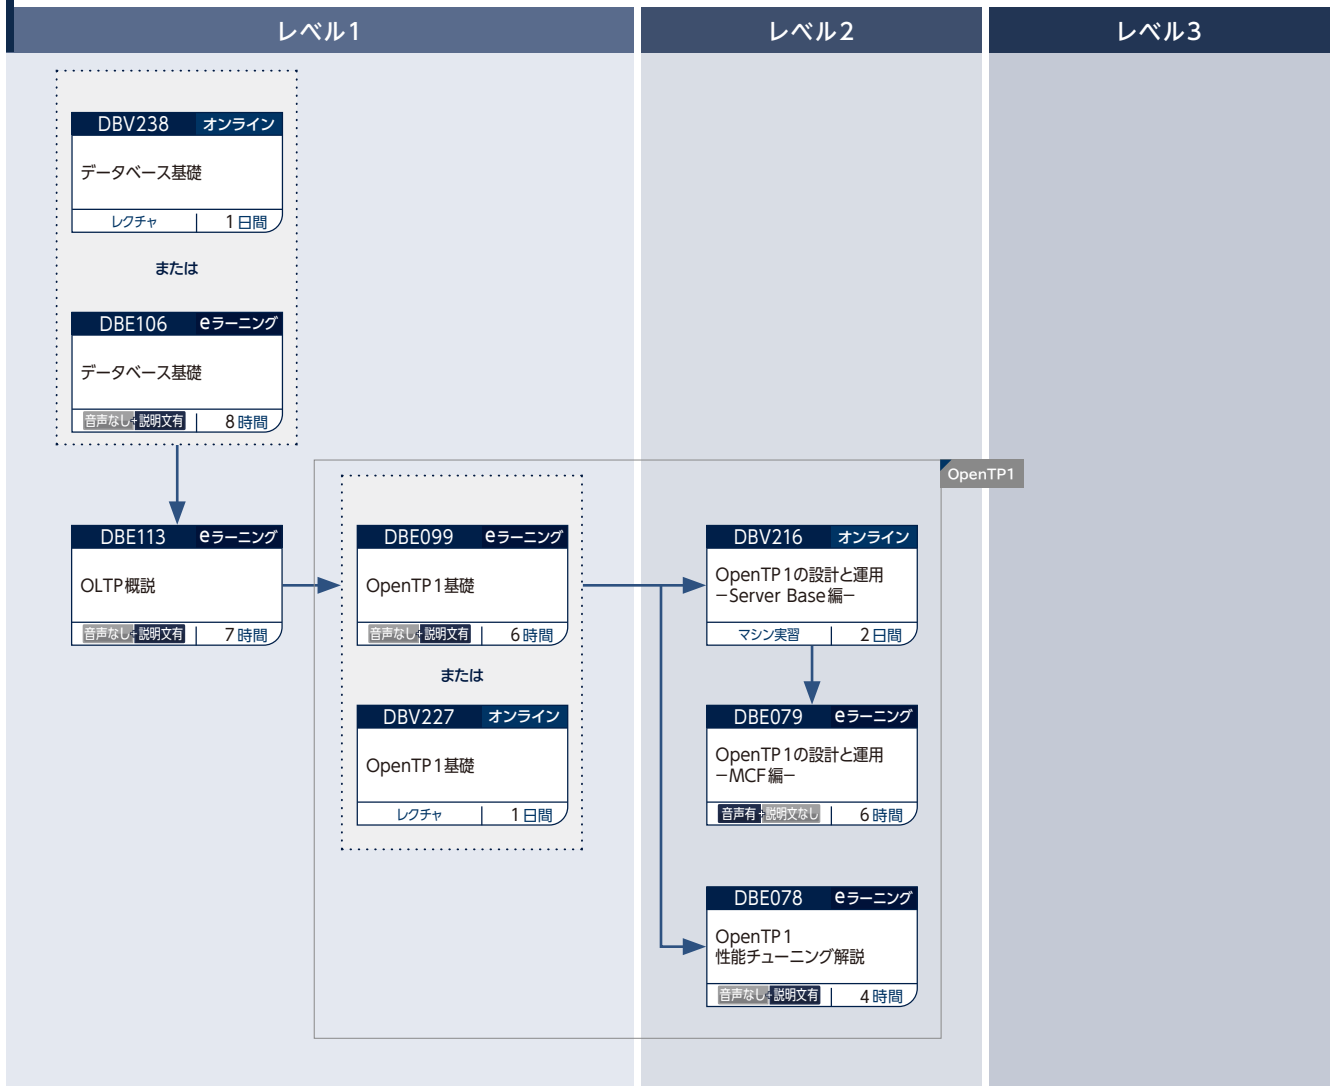 レベル1
レベル2
レベル3
DBV238 オンライン
データベース基礎
レクチャ 1日間
または
DBE106 eラーニング
データベース基礎
音声なし+説明文有 8時間
OpenTP1
DBE113 eラーニング
OLTP概説
音声なし+説明文有 7時間
DBE099 eラーニング
OpenTP1基礎
音声なし+説明文有 6時間
または
DBV227 オンライン
OpenTP1基礎
レクチャ 1日間
DBV216 オンライン
OpenTP1の設計と運用
−Server Base編−
マシン実習 2日間
DBE079 eラーニング
OpenTP1の設計と運用
−MCF編−
音声有+説明文なし 6時間
DBE078 eラーニング
OpenTP1
性能チューニング解説
音声なし+説明文有 4時間